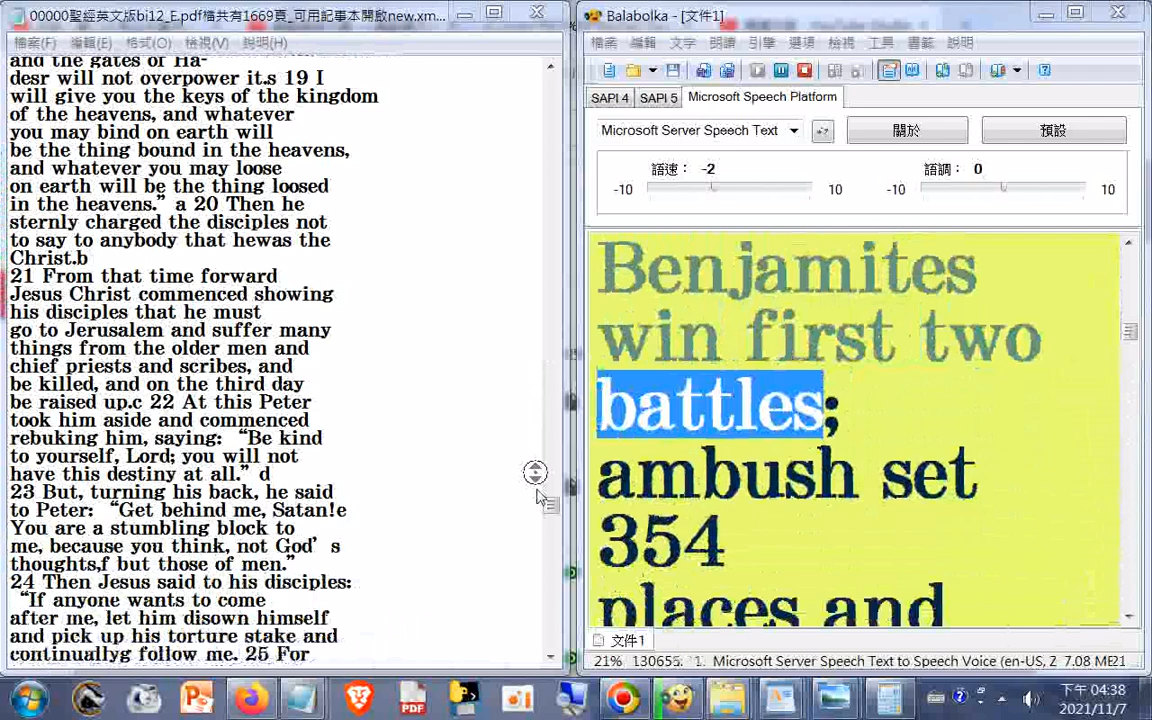 00000聖經英文版bi12_E.pdf檔共有1669頁_可用記事本開啟new.xm...
檔案(F) 編輯(E) 格式(O) 檢視(V) 說明(H)
and the gates of Ha-
desr will not overpower it.s 19 I
will give you the keys of the kingdom
of the heavens, and whatever
you may bind on earth will
be the thing bound in the heavens,
and whatever you may loose
on earth will be the thing loosed
in the heavens.” a 20 Then he
sternly charged the disciples not
to say to anybody that hewas the
Christ.b
21 From that time forward
Jesus Christ commenced showing
his disciples that he must
go to Jerusalem and suffer many
things from the older men and
chief priests and scribes, and
be killed, and on the third day
be raised up.c 22 At this Peter
took him aside and commenced
rebuking him, saying: “Be kind
to yourself, Lord; you will not
have this destiny at all.” d
23 But, turning his back, he said
to Peter: “Get behind me, Satan!e
You are a stumbling block to
me, because you think, not God’s
thoughts,f but those of men.”
24 Then Jesus said to his disciples:
“If anyone wants to come
after me, let him disown himself
and pick up his torture stake and
continuallyg follow me. 25 For
Balabolka - [文件1]
檔案 編輯 文字 朗讀 引擎 選項 檢視 工具 書籤 說明
SAPI 4 SAPI 5 Microsoft Speech Platform
Microsoft Server Speech Text 關於 預設
語速： -2 語調： 0
-10 10 -10 10
Benjamites
win first two
battles;
ambush set
354
places and
文件1
21% 130655. 1. Microsoft Server Speech Text to Speech Voice (en-US, Z 7.08 ME21
PDF
下午 04:38
2021/11/7